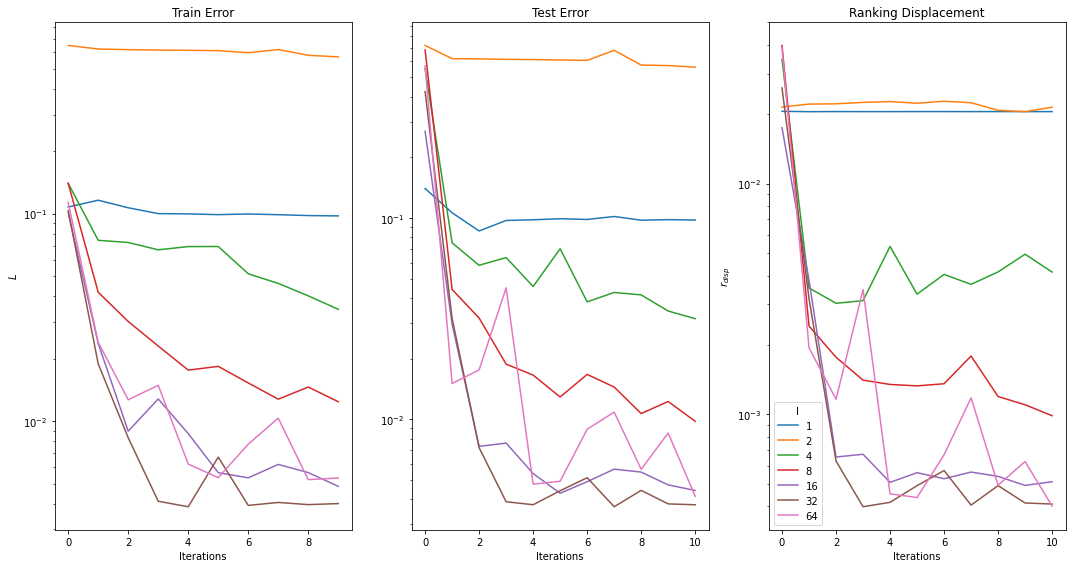 Train Error
L
10⁻¹
10⁻²
0 2 4 6 8
Iterations
Test Error
10⁻¹
10⁻²
0 2 4 6 8 10
Iterations
Ranking Displacement
r_disp
10⁻²
10⁻³
l
1
2
4
8
16
32
64
0 2 4 6 8 10
Iterations